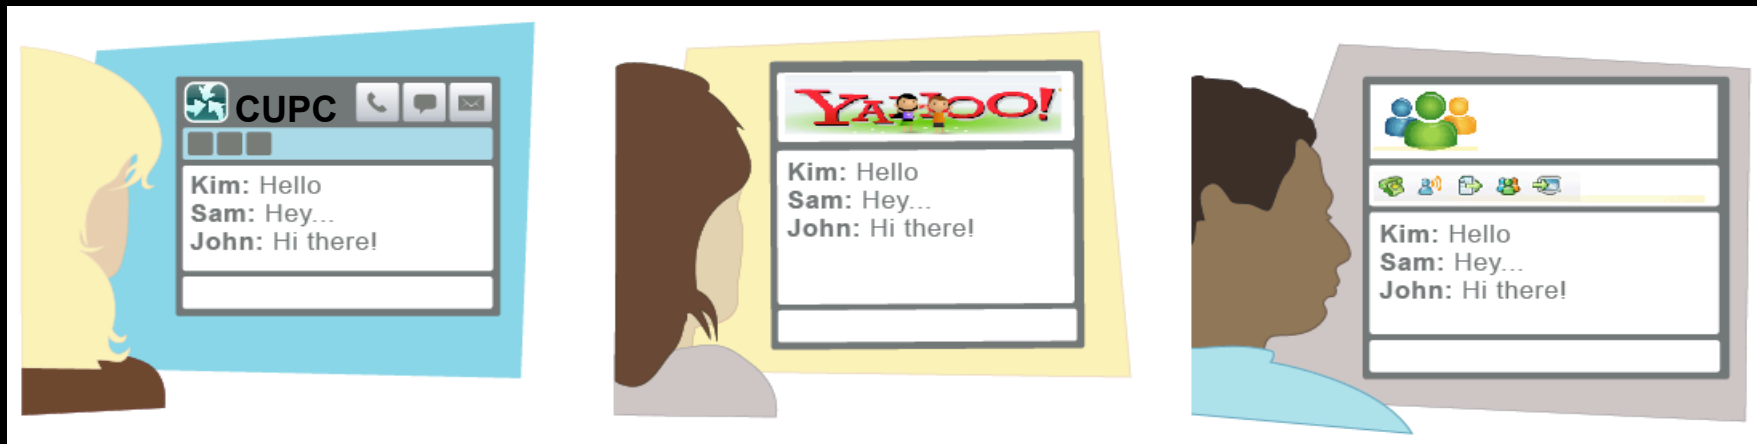 CUPC
Kim: Hello
Sam: Hey...
John: Hi there!
YAHOO!
Kim: Hello
Sam: Hey...
John: Hi there!
Kim: Hello
Sam: Hey...
John: Hi there!